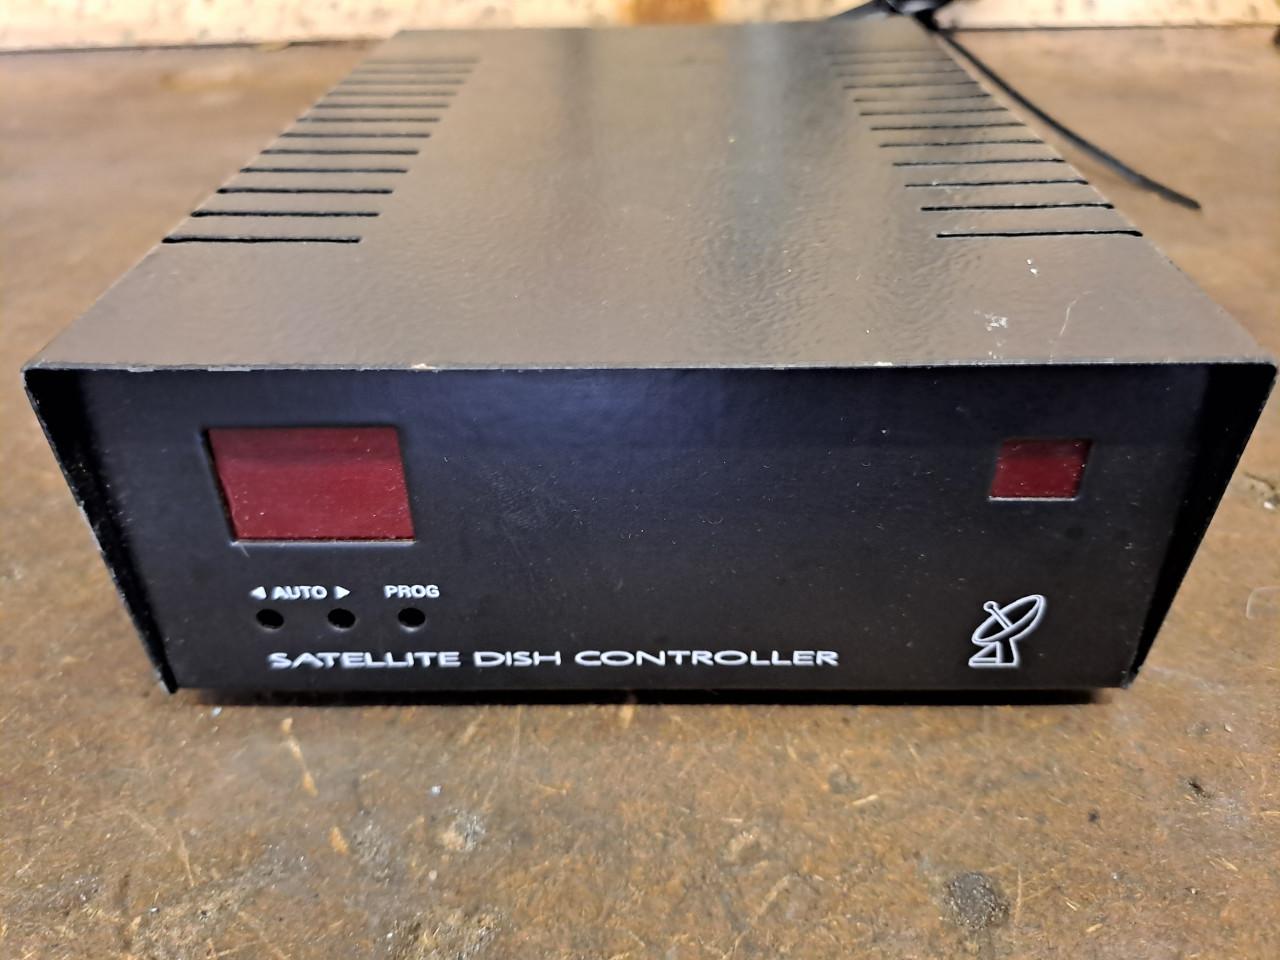 ◀ AUTO ▶ PROG
SATELLITE DISH CONTROLLER